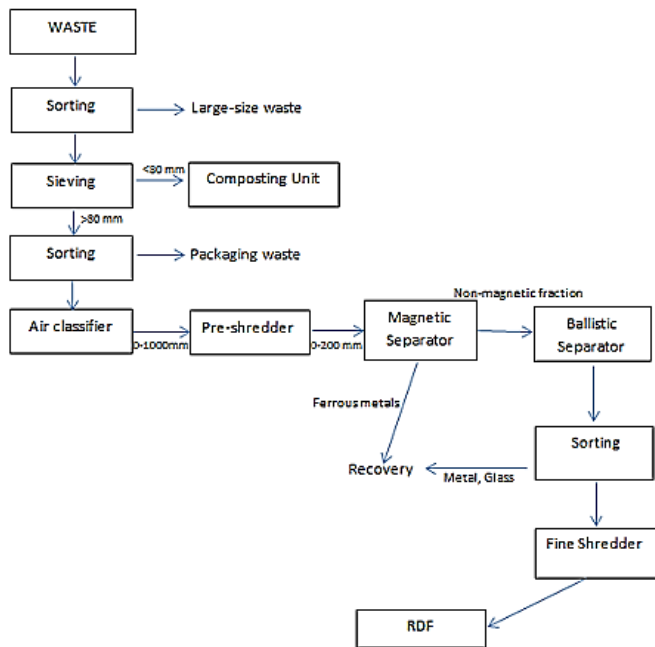 WASTE
Sorting
Large-size waste
Sieving
<80 mm
Composting Unit
>80 mm
Sorting
Packaging waste
Air classifier
0-1000mm
Pre-shredder
0-200 mm
Magnetic
Separator
Non-magnetic fraction
Ballistic
Separator
Ferrous metals
Sorting
Recovery
Metal, Glass
Fine Shredder
RDF